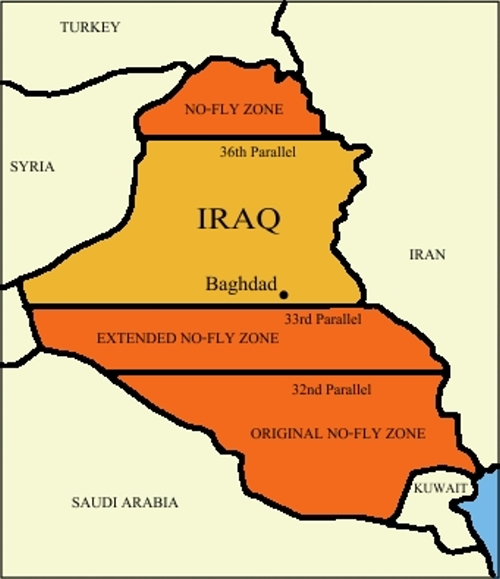 TURKEY
NO-FLY ZONE
36th Parallel
SYRIA
IRAQ
IRAN
Baghdad
33rd Parallel
EXTENDED NO-FLY ZONE
32nd Parallel
ORIGINAL NO-FLY ZONE
KUWAIT
SAUDI ARABIA